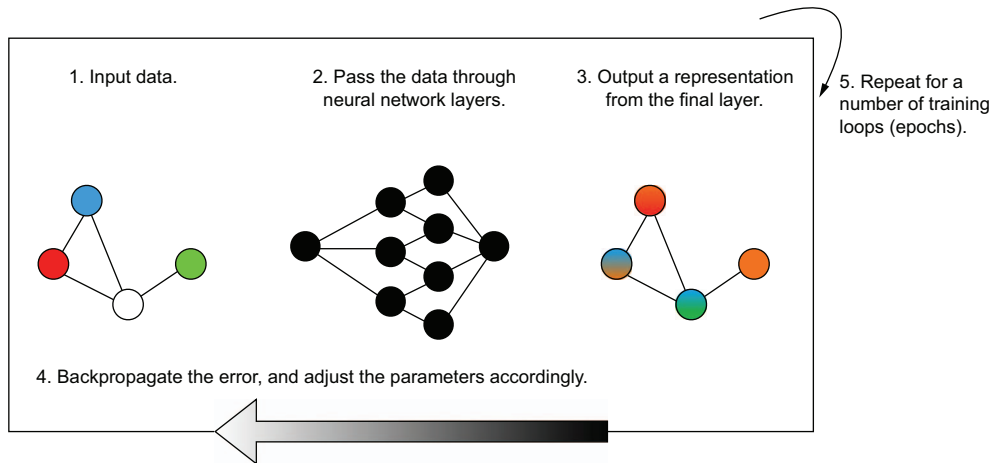 1. Input data.
2. Pass the data through
neural network layers.
3. Output a representation
from the final layer.
5. Repeat for a
number of training
loops (epochs).
4. Backpropagate the error, and adjust the parameters accordingly.